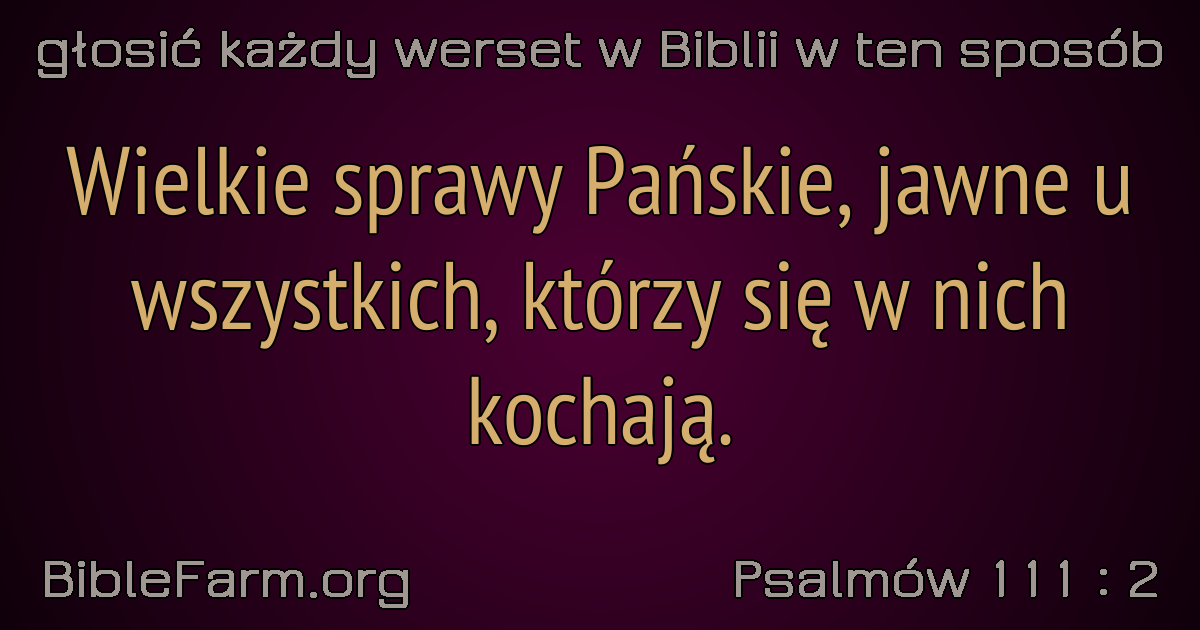 głosić każdy werset w Biblii w ten sposób
Wielkie sprawy Pańskie, jawne u
wszystkich, którzy się w nich
kochają.
BibleFarm.org
Psalmów 111 : 2